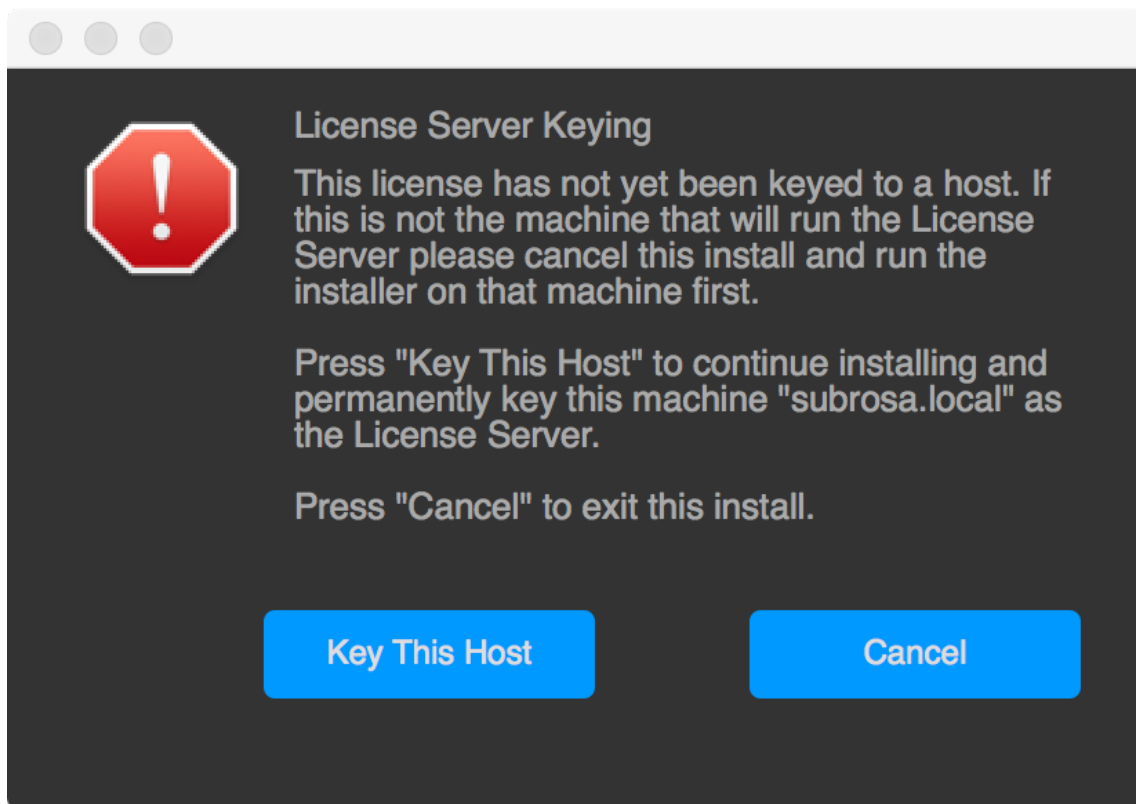 License Server Keying
This license has not yet been keyed to a host. If
this is not the machine that will run the License
Server please cancel this install and run the
installer on that machine first.
Press "Key This Host" to continue installing and
permanently key this machine "subrosa.local" as
the License Server.
Press "Cancel" to exit this install.
Key This Host
Cancel